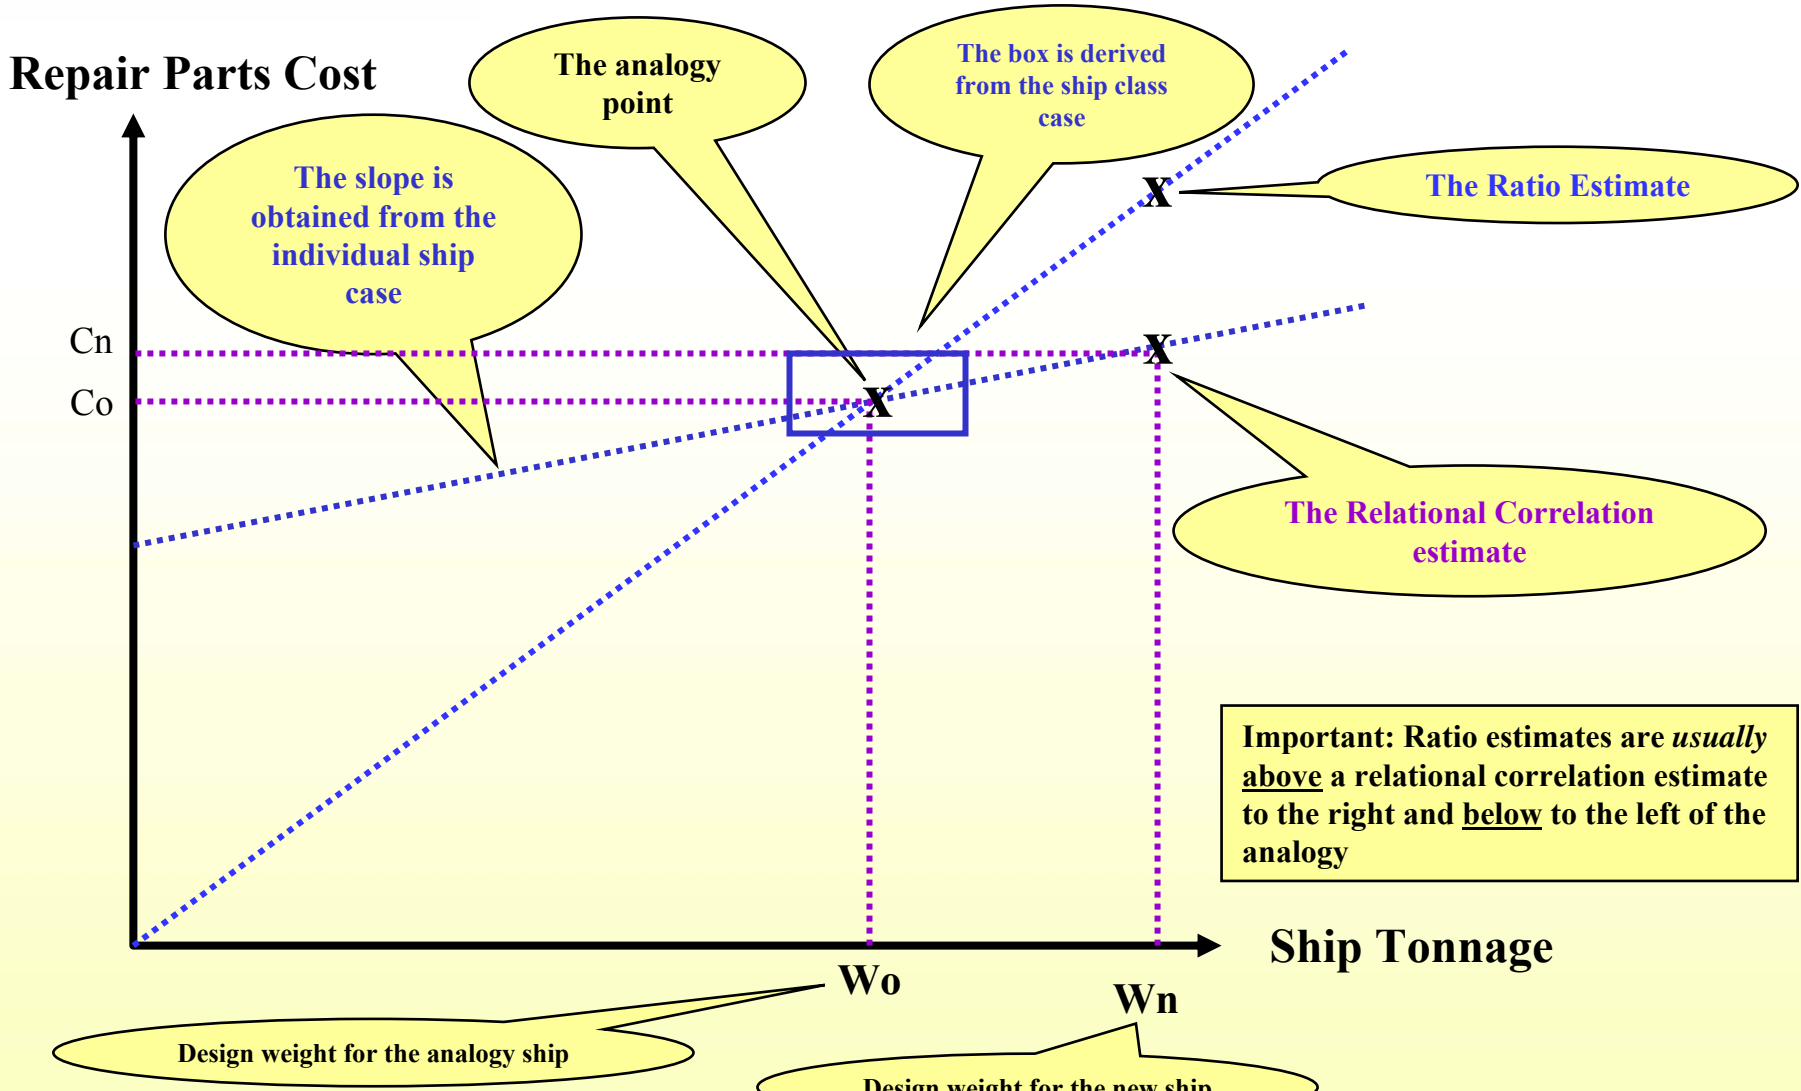 Repair Parts Cost
The analogy
point
The box is derived
from the ship class
case
The slope is
obtained from the
individual ship
case
x
The Ratio Estimate
Cn
x
Co
x
The Relational Correlation
estimate
Important: Ratio estimates are usually
above a relational correlation estimate
to the right and below to the left of the
analogy
Ship Tonnage
Wo
Wn
Design weight for the analogy ship
Design weight for the new ship